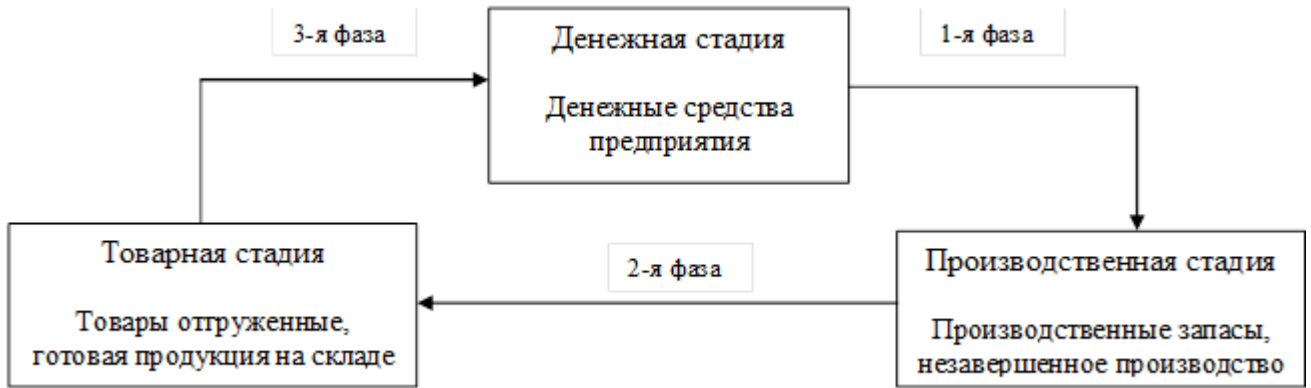 3-я фаза
Денежная стадия
Денежные средства
предприятия
1-я фаза
Товарная стадия
Товары отгруженные,
готовая продукция на складе
2-я фаза
Производственная стадия
Производственные запасы,
незавершенное производство